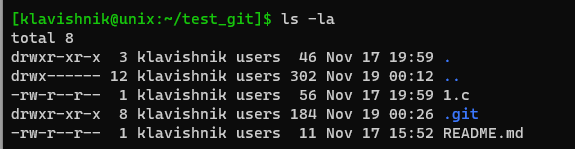 [klavishnik@unix:~/test_git]$ ls -la
total 8
drwxr-xr-x  3 klavishnik users  46 Nov 17 19:59 .
drwx------ 12 klavishnik users 302 Nov 19 00:12 ..
-rw-r--r--  1 klavishnik users  56 Nov 17 19:59 1.c
drwxr-xr-x  8 klavishnik users 184 Nov 19 00:26 .git
-rw-r--r--  1 klavishnik users  11 Nov 17 15:52 README.md